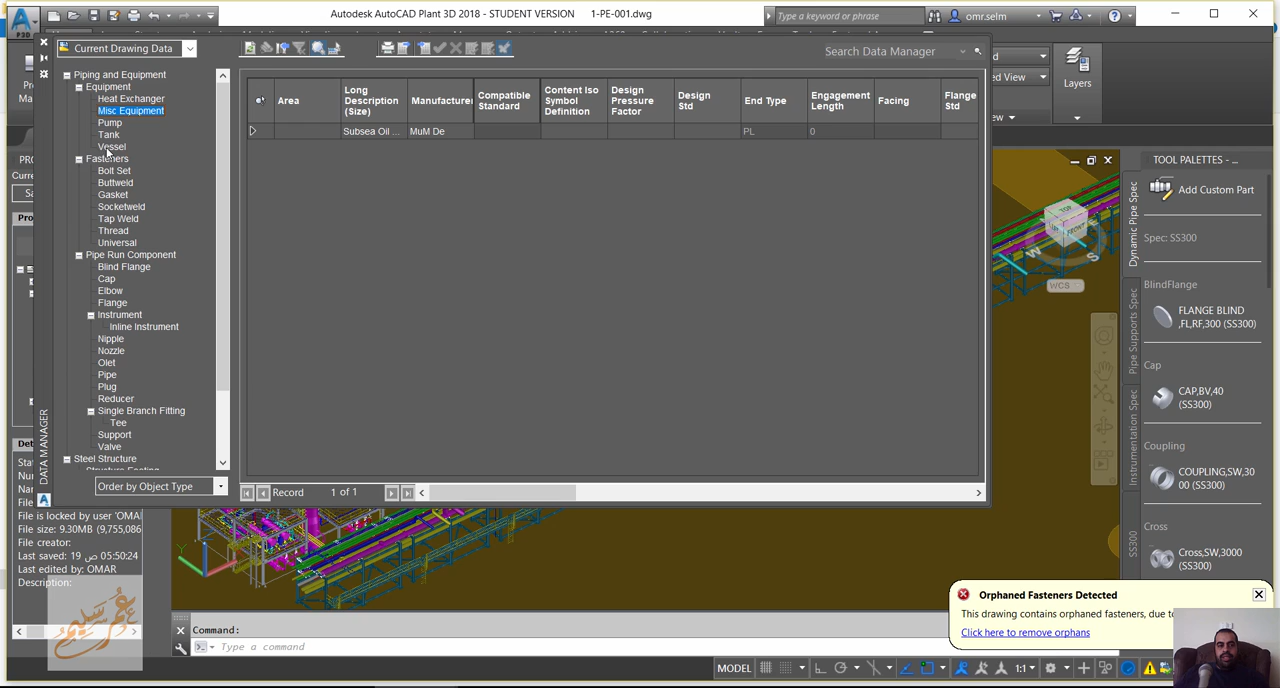 Autodesk AutoCAD Plant 3D 2018 - STUDENT VERSION 1-PE-001.dwg
Type a keyword or phrase
omr.selm
P3D
Current Drawing Data
Search Data Manager
Piping and Equipment
Equipment
Heat Exchanger
Misc Equipment
Pump
Tank
Vessel
Fasteners
Bolt Set
Buttweld
Gasket
Socketweld
Tap Weld
Thread
Universal
Pipe Run Component
Blind Flange
Cap
Elbow
Flange
Instrument
Inline Instrument
Nipple
Nozzle
Olet
Pipe
Plug
Reducer
Single Branch Fitting
Tee
Support
Valve
Steel Structure
Order by Object Type
DATA MANAGER
Area
Long Description (Size)
Manufacturer
Compatible Standard
Content Iso Symbol Definition
Design Pressure Factor
Design Std
End Type
Engagement Length
Facing
Flange Std
Subsea Oil ...
MuM De
PL
0
Record 1 of 1
Layers
TOP
FRONT
W
S
WCS
TOOL PALETTES - ...
Dynamic Pipe Spec
Pipe Supports Spec
Instrumentation Spec
SS300
Add Custom Part
Spec: SS300
BlindFlange
FLANGE BLIND
,FL,RF,300 (SS300)
Cap
CAP,BV,40
(SS300)
Coupling
COUPLING,SW,30
00 (SS300)
Cross
Cross,SW,3000
(SS300)
File is locked by user 'OMAR
File size: 9.30MB (9,755,086
File creator:
Last saved: ص 05:50:24 19
Last edited by: OMAR
Description:
عمر سليم
Command:
Type a command
Orphaned Fasteners Detected
This drawing contains orphaned fasteners, due to
Click here to remove orphans
MODEL
1:1